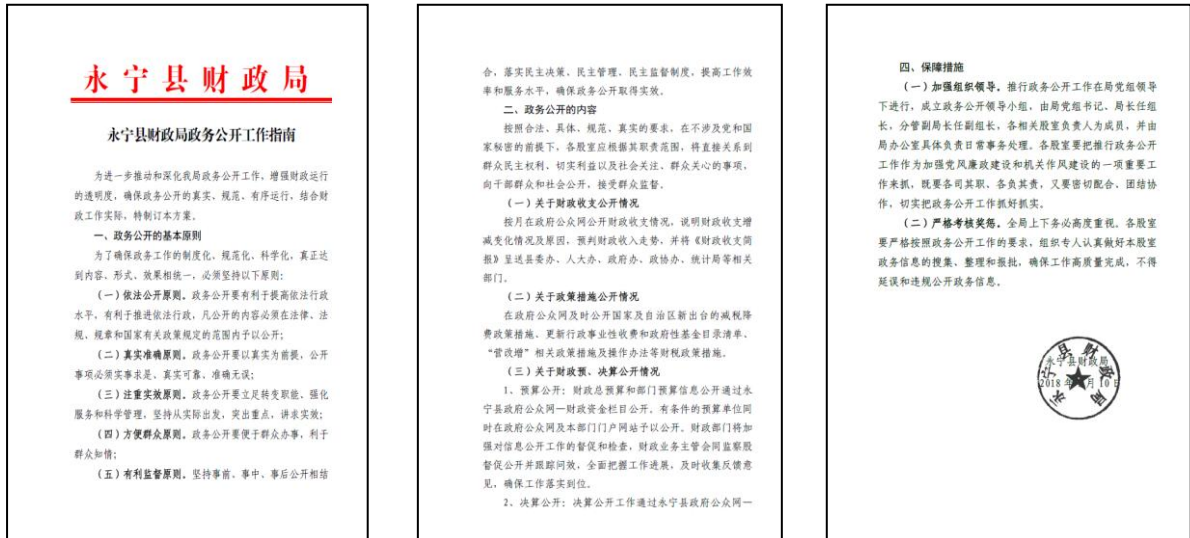 永宁县财政局
永宁县财政局政务公开工作指南
为进一步推动和深化我局政务公开工作、增强财政运行
的透明度，确保政务公开的真实、规范、有序运行，结合财
政工作实际，特制订本方案。
一、政务公开的基本原则
为了确保政务工作的制度化、规范化、科学化，真正达
到内容、形式、效果相统一，必须坚持以下原则：
（一）依法公开原则。政务公开要有利于提高依法行政
水平，有利于推进依法行政，凡公开的内容必须在法律、法
规、规章和国家有关政策规定的范围内予以公开；
（二）真实准确原则。政务公开要以真实为前提，公开
事项必须实事求是、真实可靠、准确无误；
（三）注重实效原则。政务公开要立足转变职能、强化
服务和科学管理，坚持从实际出发，突出重点，讲求实效；
（四）方便群众原则。政务公开要便于群众办事，利于
群众知情；
（五）有利监督原则。坚持事前、事中、事后公开相结
合，落实民主决策、民主管理、民主监督制度，提高工作效
率和服务水平，确保政务公开取得实效。
二、政务公开的内容
按照合法、具体、规范、真实的要求，在不涉及党和国
家秘密的前提下，各股室应根据其职责范围，将直接关系到
群众民主权利、切实利益以及社会关注、群众关心的事项，
向干部群众和社会公开，接受群众监督。
（一）关于财政收支公开情况
按月在政府公众网公开财政收支情况，说明财政收支增
减变化情况及原因，预判财政收入走势，并将《财政收支简
报》呈送县委办、人大办、政府办、政协办、统计局等相关
部门。
（二）关于政策措施公开情况
在政府公众网及时公开国家及自治区新出台的减税降
费政策措施、更新行政事业性收费和政府性基金目录清单、
“营改增”相关政策措施及操作办法等财税政策措施。
（三）关于财政预、决算公开情况
1、预算公开：财政总预算和部门预算信息公开通过永
宁县政府公众网—财政资金栏目公开，有条件的预算单位同
时在政府公众网及本部门门户网站予以公开。财政部门将加
强对信息公开工作的督促和检查，财政业务主管会同监察股
督促公开并跟踪问效，全面把握工作进展，及时收集反馈意
见，确保工作落实到位。
2、决算公开：决算公开工作通过永宁县政府公众网—
四、保障措施
（一）加强组织领导。推行政务公开工作在局党组领导
下进行，成立政务公开领导小组，由局党组书记、局长任组
长，分管副局长任副组长，各相关股室负责人为成员，并由
局办公室具体负责日常事务处理。各股室要把推行政务公开
工作作为加强党风廉政建设和机关作风建设的一项重要工
作来抓，既要各司其职、各负其责，又要密切配合、团结协
作，切实把政务公开工作抓好抓实。
（二）严格考核奖惩。全局上下务必高度重视。各股室
要严格按照政务公开工作的要求，组织专人认真做好本股室
政务信息的搜集、整理和报批，确保工作高质量完成，不得
延误和违规公开政务信息。
永宁县财政局
永宁县财政局
2018 年 月 10 日